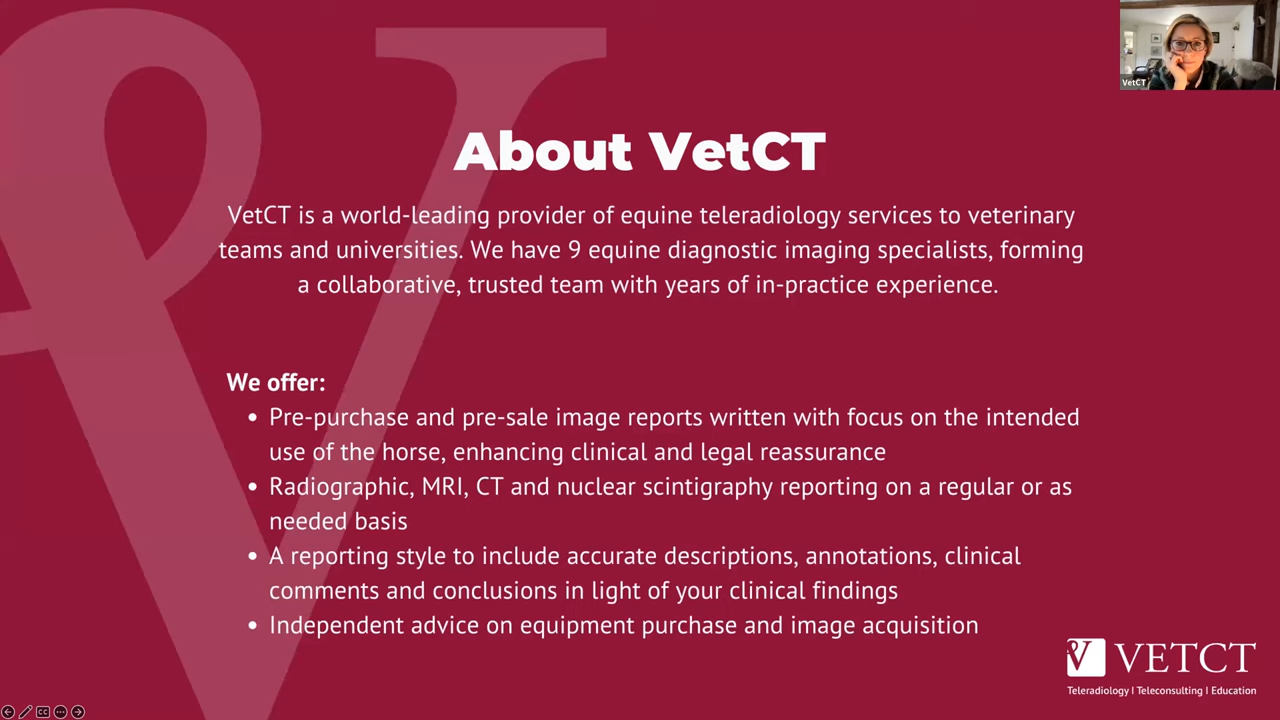 VetCT
About VetCT
VetCT is a world-leading provider of equine teleradiology services to veterinary
teams and universities. We have 9 equine diagnostic imaging specialists, forming
a collaborative, trusted team with years of in-practice experience.
We offer:
• Pre-purchase and pre-sale image reports written with focus on the intended
use of the horse, enhancing clinical and legal reassurance
• Radiographic, MRI, CT and nuclear scintigraphy reporting on a regular or as
needed basis
• A reporting style to include accurate descriptions, annotations, clinical
comments and conclusions in light of your clinical findings
• Independent advice on equipment purchase and image acquisition
VETCT
Teleradiology | Teleconsulting | Education